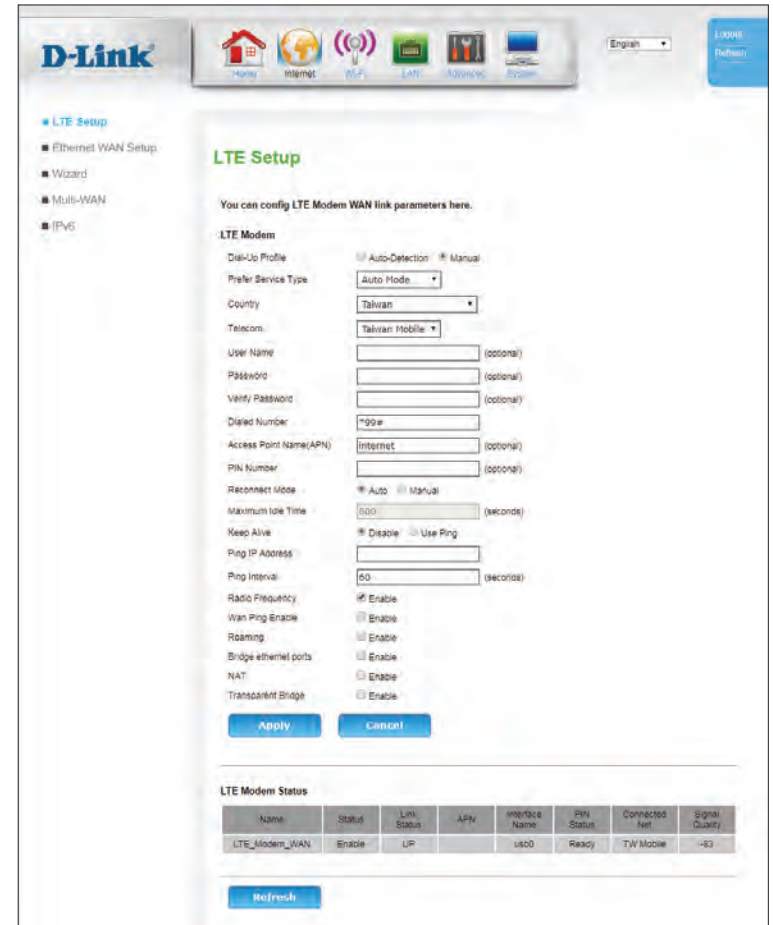 D-Link
Home
Internet
Wi-Fi
LAN
Advanced
System
English
Logout
Refresh
LTE Setup
Ethernet WAN Setup
Wizard
Multi-WAN
IPv6
LTE Setup
You can config LTE Modem WAN link parameters here.
LTE Modem
Dial-Up Profile Auto-Detection Manual
Prefer Service Type Auto Mode
Country Taiwan
Telecom Taiwan Mobile
User Name (optional)
Password (optional)
Verify Password (optional)
Dialed Number *99#
Access Point Name(APN) internet (optional)
PIN Number (optional)
Reconnect Mode Auto Manual
Maximum Idle Time 600 (seconds)
Keep Alive Disable Use Ping
Ping IP Address
Ping Interval 60 (seconds)
Radio Frequency Enable
Wan Ping Enable Enable
Roaming Enable
Bridge ethernet ports Enable
NAT Enable
Transparent Bridge Enable
Apply Cancel
LTE Modem Status
Name Status Link Status APN Interface Name PIN Status Connected Net Signal Quality
LTE_Modem_WAN Enable UP usb0 Ready TW Mobile -83
Refresh